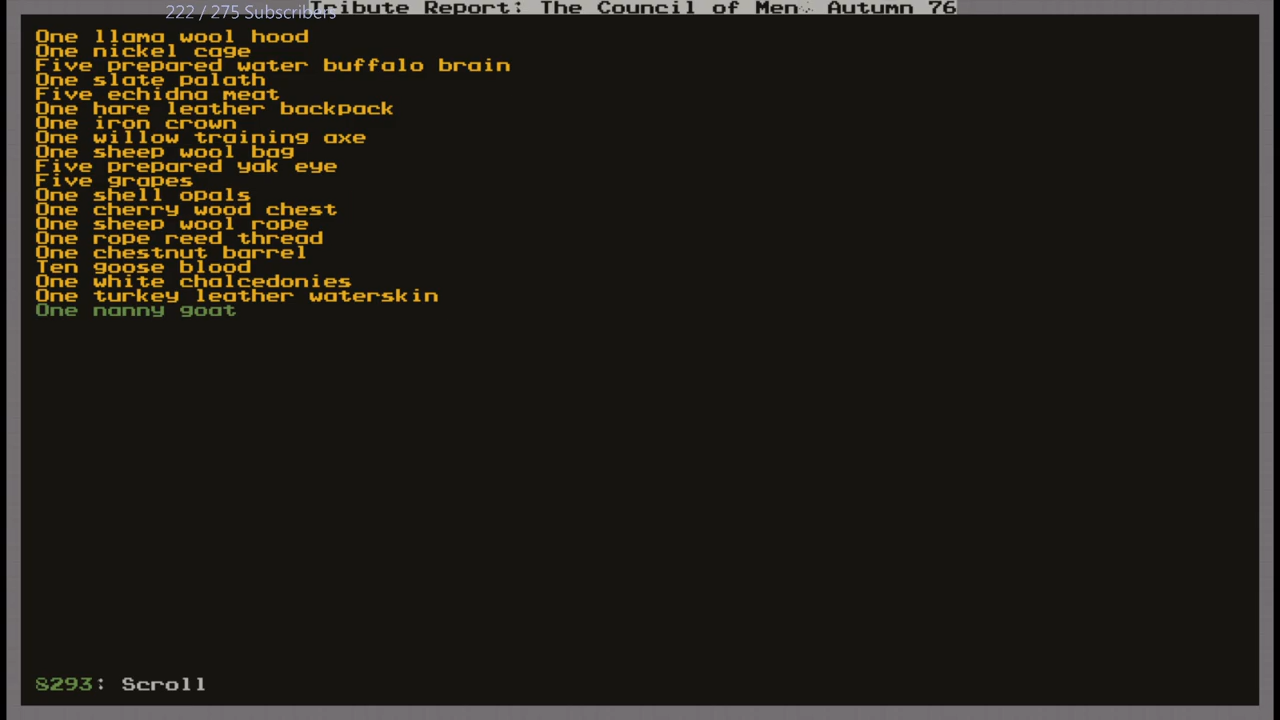 222 / 275 Subscribers
Tribute Report: The Council of Men, Autumn 76
One llama wool hood
One nickel cage
Five prepared water buffalo brain
One slate palath
Five echidna meat
One hare leather backpack
One iron crown
One willow training axe
One sheep wool bag
Five prepared yak eye
Five grapes
One shell opals
One cherry wood chest
One sheep wool rope
One rope reed thread
One chestnut barrel
Ten goose blood
One white chalcedonies
One turkey leather waterskin
One nanny goat
8293: Scroll